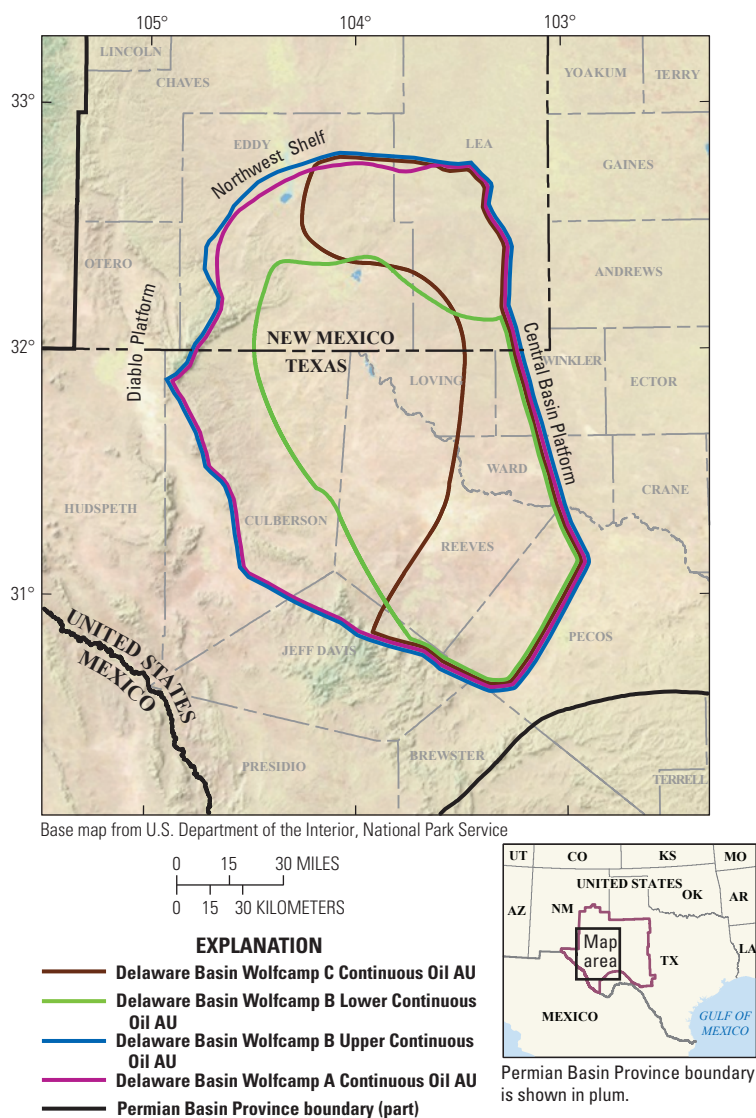 105°
104°
103°
33°
32°
31°
LINCOLN
CHAVES
YOAKUM
TERRY
EDDY
LEA
Northwest Shelf
GAINES
OTERO
ANDREWS
Diablo Platform
NEW MEXICO
TEXAS
Central Basin Platform
WINKLER
LOVING
ECTOR
WARD
CRANE
HUDSPETH
CULBERSON
REEVES
UNITED STATES
MEXICO
JEFF DAVIS
PECOS
PRESIDIO
BREWSTER
TERRELL
Base map from U.S. Department of the Interior, National Park Service
0 15 30 MILES
0 15 30 KILOMETERS
EXPLANATION
Delaware Basin Wolfcamp C Continuous Oil AU
Delaware Basin Wolfcamp B Lower Continuous
Oil AU
Delaware Basin Wolfcamp B Upper Continuous
Oil AU
Delaware Basin Wolfcamp A Continuous Oil AU
Permian Basin Province boundary (part)
UT
CO
KS
MO
UNITED STATES
AZ
NM
OK
AR
Map
area
TX
LA
MEXICO
GULF OF
MEXICO
Permian Basin Province boundary
is shown in plum.